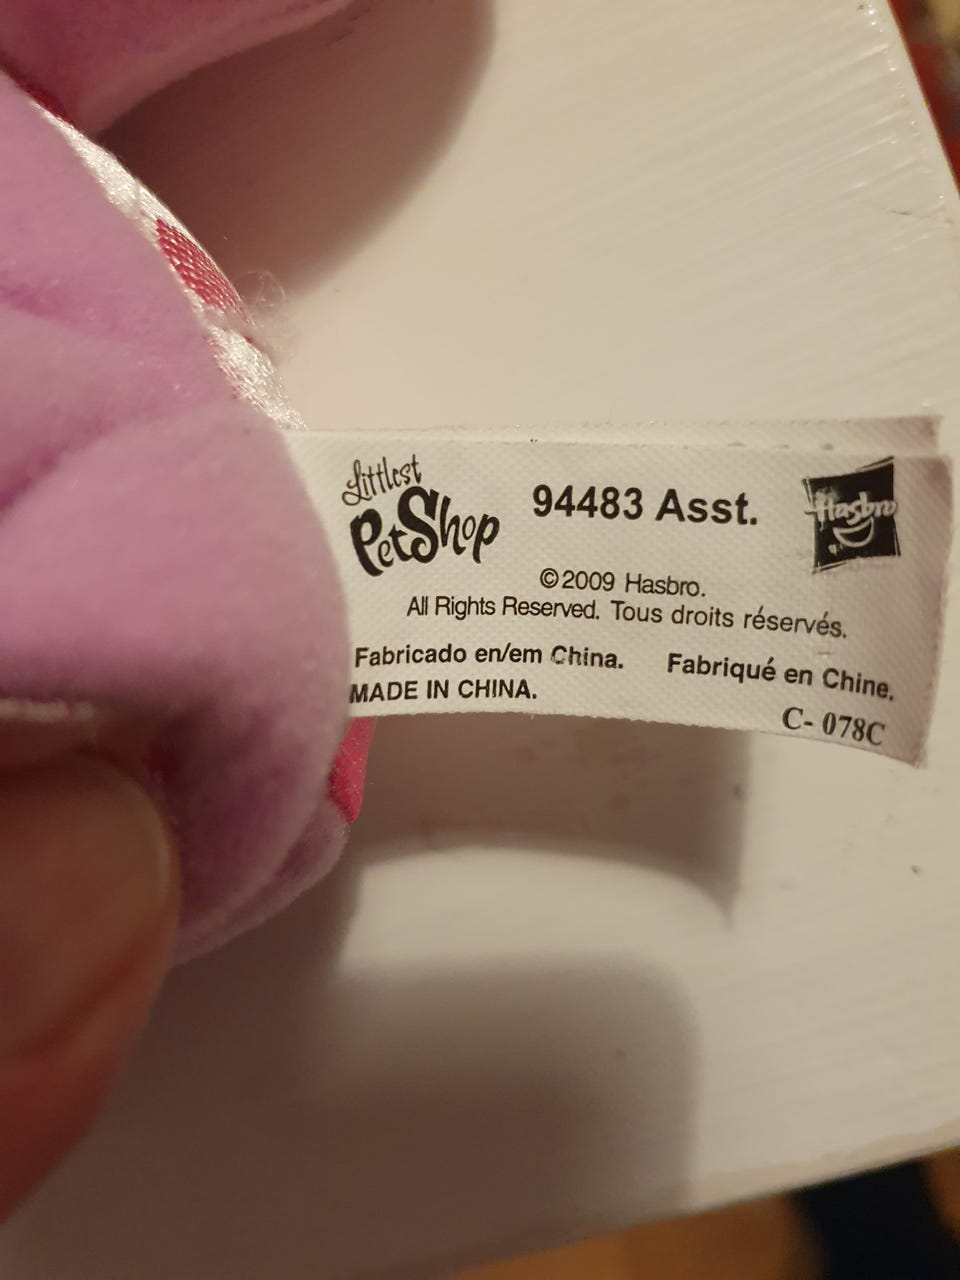 Littlest
PetShop
94483 Asst.
Hasbro
©2009 Hasbro.
All Rights Reserved. Tous droits réservés.
Fabricado en/em China. Fabriqué en Chine.
MADE IN CHINA.
C- 078C